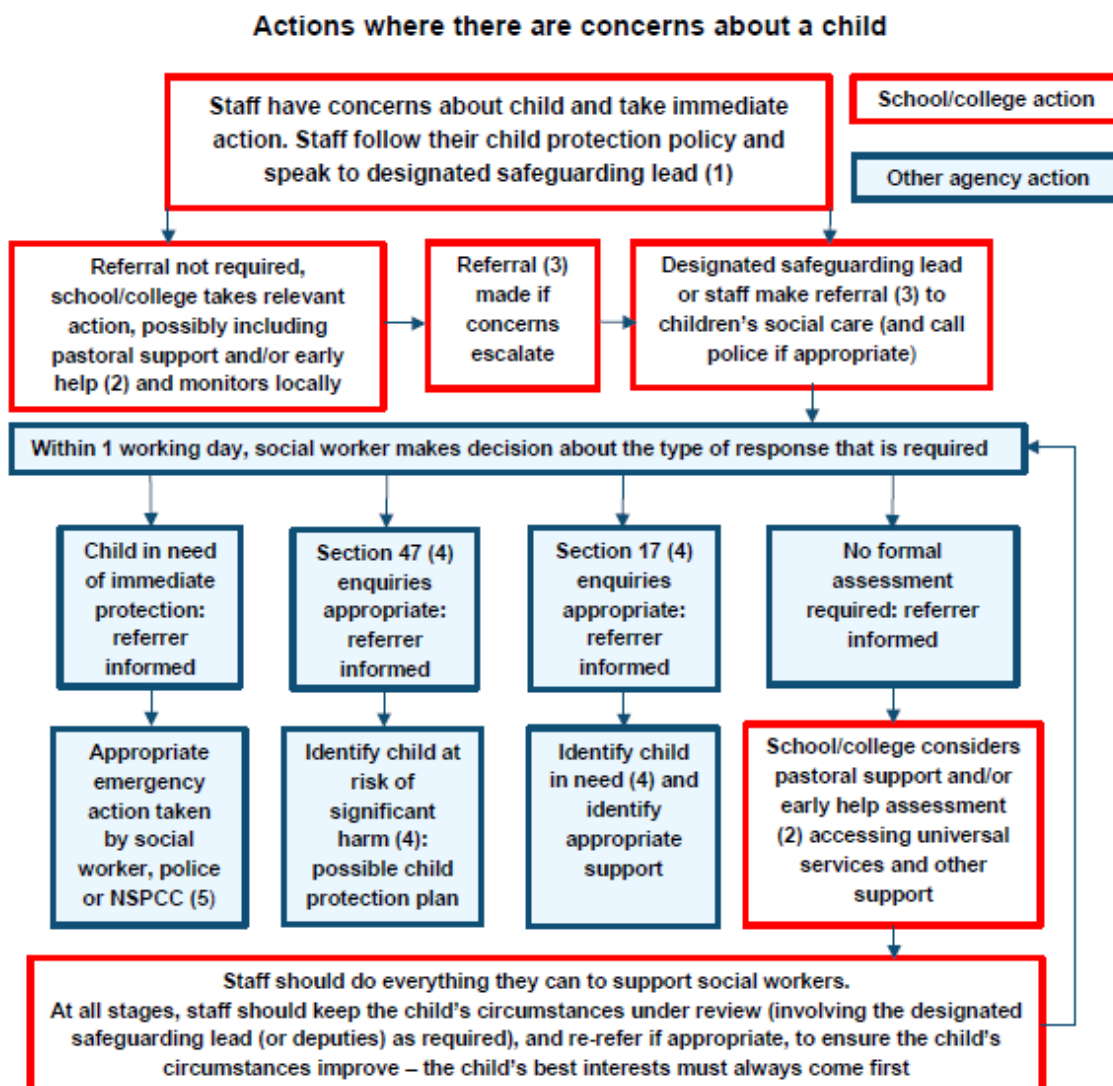 Actions where there are concerns about a child
Staff have concerns about child and take immediate
action. Staff follow their child protection policy and
speak to designated safeguarding lead (1)
School/college action
Other agency action
Referral not required,
school/college takes relevant
action, possibly including
pastoral support and/or early
help (2) and monitors locally
Referral (3)
made if
concerns
escalate
Designated safeguarding lead
or staff make referral (3) to
children’s social care (and call
police if appropriate)
Within 1 working day, social worker makes decision about the type of response that is required
Child in need
of immediate
protection:
referrer
informed
Section 47 (4)
enquiries
appropriate:
referrer
informed
Section 17 (4)
enquiries
appropriate:
referrer
informed
No formal
assessment
required: referrer
informed
Appropriate
emergency
action taken
by social
worker, police
or NSPCC (5)
Identify child at
risk of
significant
harm (4):
possible child
protection plan
Identify child
in need (4) and
identify
appropriate
support
School/college considers
pastoral support and/or
early help assessment
(2) accessing universal
services and other
support
Staff should do everything they can to support social workers.
At all stages, staff should keep the child’s circumstances under review (involving the designated
safeguarding lead (or deputies) as required), and re-refer if appropriate, to ensure the child’s
circumstances improve – the child’s best interests must always come first